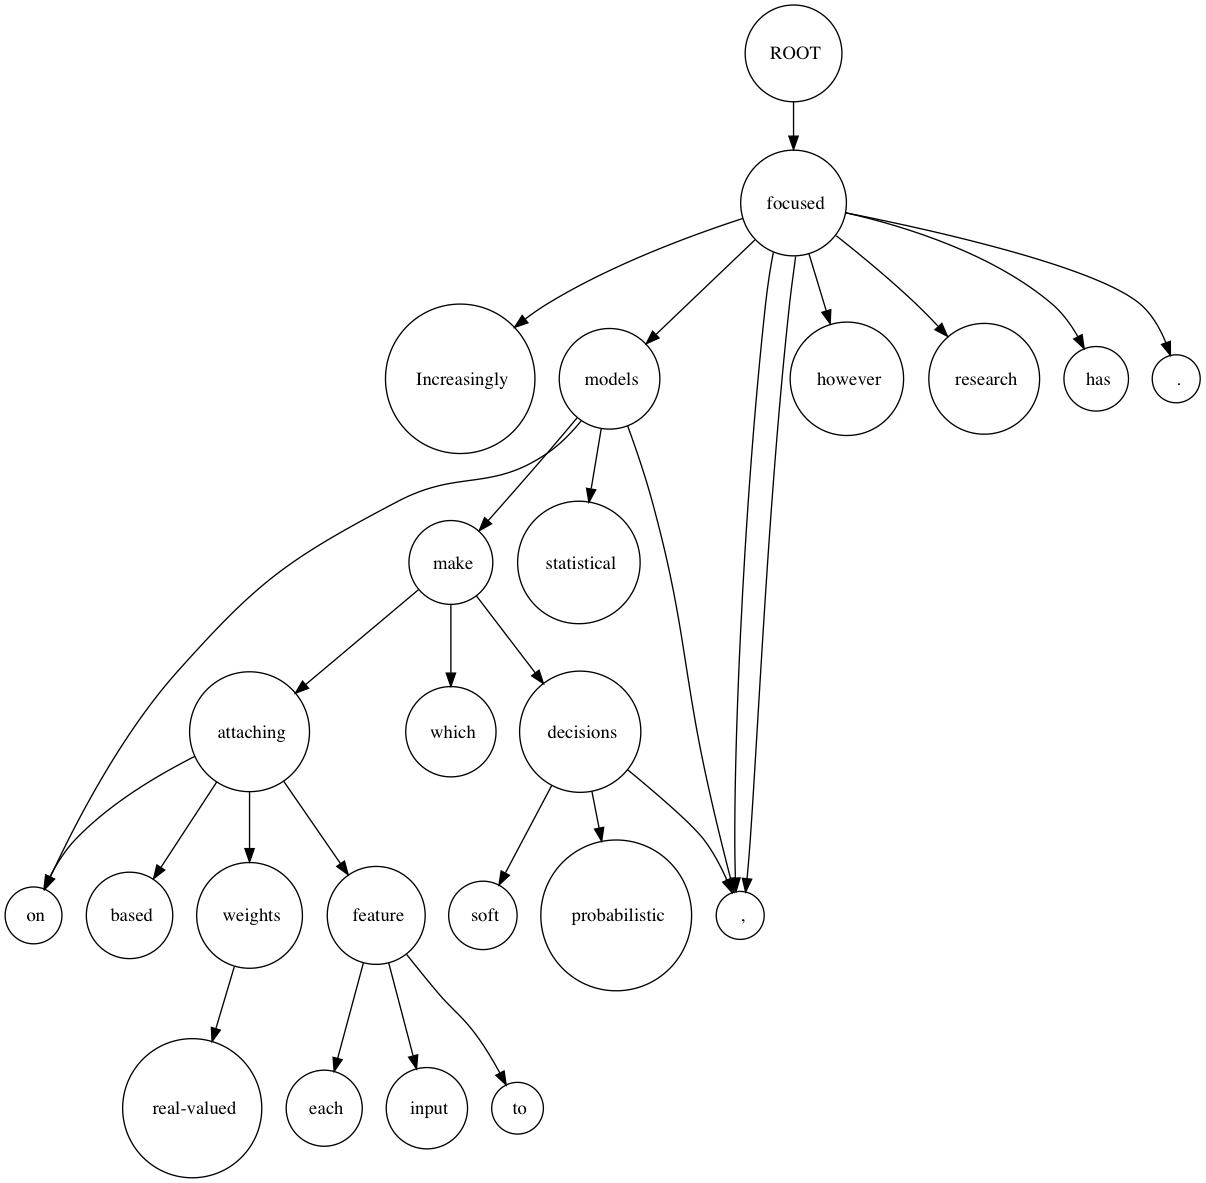 ROOT
focused
Increasingly
models
however
research
has
.
make
statistical
attaching
which
decisions
on
based
weights
feature
soft
probabilistic
,
real-valued
each
input
to